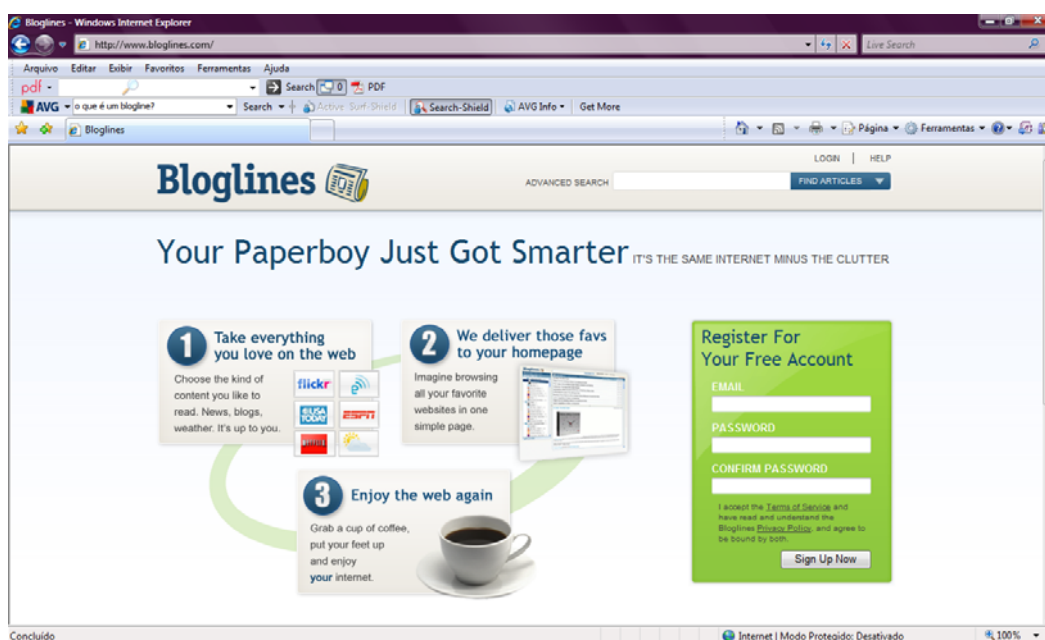 Bloglines - Windows Internet Explorer
http://www.bloglines.com/
Live Search
Arquivo Editar Exibir Favoritos Ferramentas Ajuda
pdf Search 0 PDF
AVG o que é um blogline? Search Active Surf-Shield Search-Shield AVG Info Get More
Bloglines Página Ferramentas
LOGIN | HELP
Bloglines
ADVANCED SEARCH FIND ARTICLES
Your Paperboy Just Got Smarter IT'S THE SAME INTERNET MINUS THE CLUTTER
1 Take everything
you love on the web
Choose the kind of
content you like to
read. News, blogs,
weather. It's up to you.
flickr
USA TODAY
ESPN
NETFLIX
2 We deliver those favs
to your homepage
Imagine browsing
all your favorite
websites in one
simple page.
3 Enjoy the web again
Grab a cup of coffee,
put your feet up
and enjoy
your internet.
Register For
Your Free Account
EMAIL
PASSWORD
CONFIRM PASSWORD
I accept the Terms of Service and
have read and understand the
Bloglines Privacy Policy, and agree to
be bound by both.
Sign Up Now
Concluído Internet | Modo Protegido: Desativado 100%